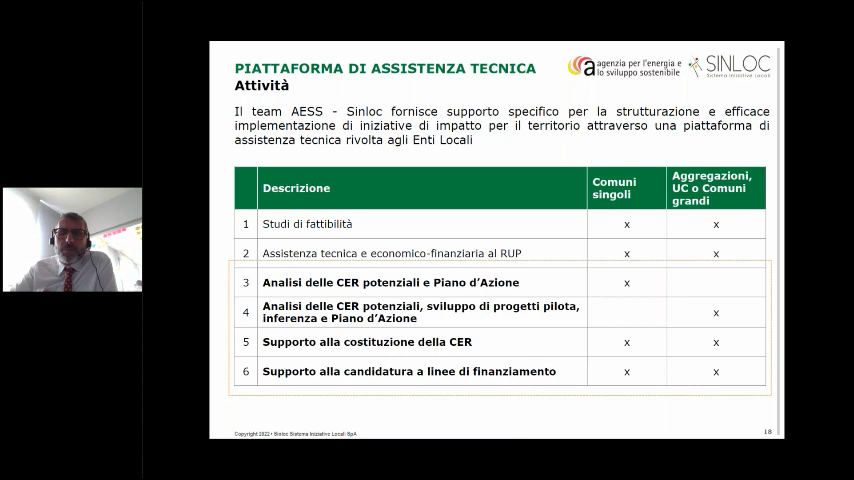 PIATTAFORMA DI ASSISTENZA TECNICA
Attività
agenzia per l'energia e
lo sviluppo sostenibile
SINLOC
Sistema Iniziative Locali
Il team AESS - Sinloc fornisce supporto specifico per la strutturazione e efficace
implementazione di iniziative di impatto per il territorio attraverso una piattaforma di
assistenza tecnica rivolta agli Enti Locali
Descrizione
Comuni
singoli
Aggregazioni,
UC o Comuni
grandi
1 Studi di fattibilità x x
2 Assistenza tecnica e economico-finanziaria al RUP x x
3 Analisi delle CER potenziali e Piano d'Azione x
4 Analisi delle CER potenziali, sviluppo di progetti pilota,
inferenza e Piano d'Azione x
5 Supporto alla costituzione della CER x x
6 Supporto alla candidatura a linee di finanziamento x x
Copyright 2022 • Sinloc Sistema Iniziative Locali SpA
18